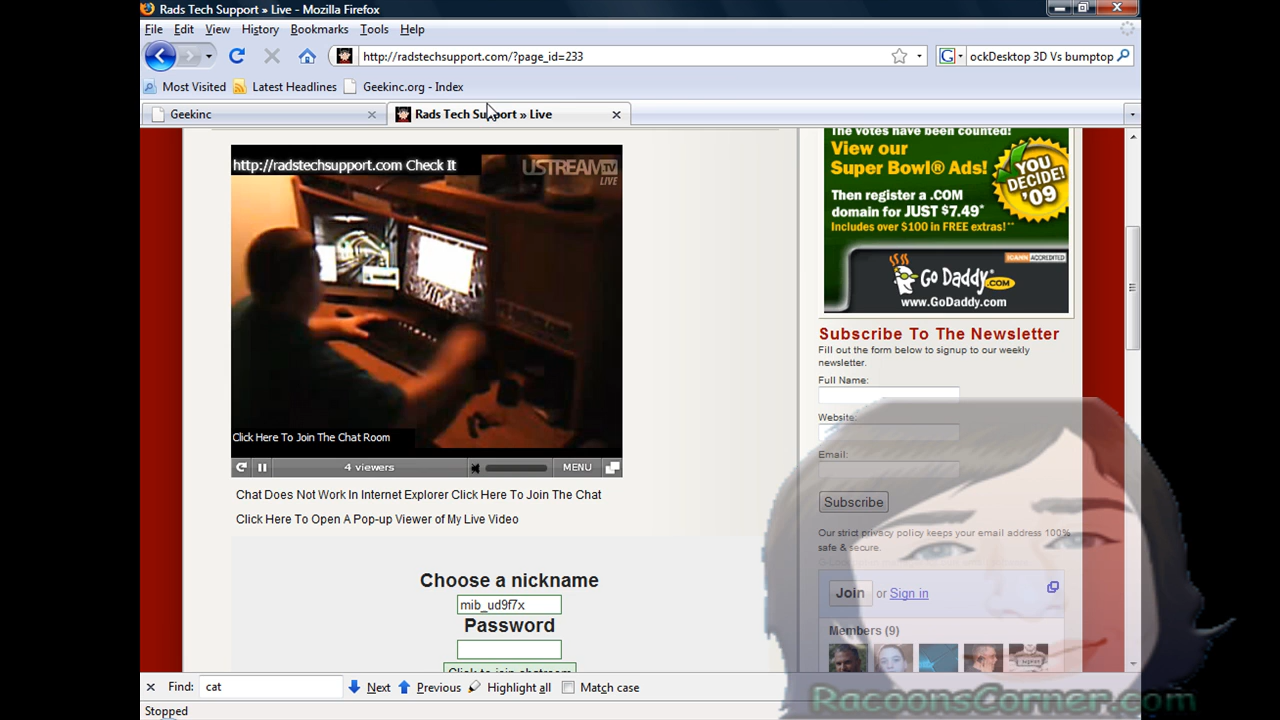 Rads Tech Support » Live - Mozilla Firefox
File Edit View History Bookmarks Tools Help
http://radstechsupport.com/?page_id=233
G
ockDesktop 3D Vs bumptop
Most Visited Latest Headlines Geekinc.org - Index
Geekinc
Rads Tech Support » Live
http://radstechsupport.com Check It
USTREAM.TV
LIVE
Click Here To Join The Chat Room
4 viewers
MENU
Chat Does Not Work In Internet Explorer Click Here To Join The Chat
Click Here To Open A Pop-up Viewer of My Live Video
Choose a nickname
mib_ud9f7x
Password
Click to join chatroom
The votes have been counted!
View our
Super Bowl® Ads!
YOU
DECIDE!
'09
Then register a .COM
domain for JUST $7.49*
Includes over $100 in FREE extras!**
ICANN ACCREDITED
Go Daddy.COM
www.GoDaddy.com
Subscribe To The Newsletter
Fill out the form below to signup to our weekly
newsletter.
Full Name:
Website:
Email:
Subscribe
Our strict privacy policy keeps your email address 100%
safe & secure.
Join or Sign in
Members (9)
Find: cat Next Previous Highlight all Match case
Stopped
RacoonsCorner.com